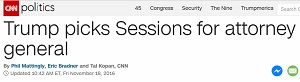 CNN politics 45 Congress Security The Nine Trumpmerica
Trump picks Sessions for attorney
general
By Phil Mattingly, Eric Bradner and Tal Kopan, CNN
Updated 10:42 AM ET, Fri November 18, 2016